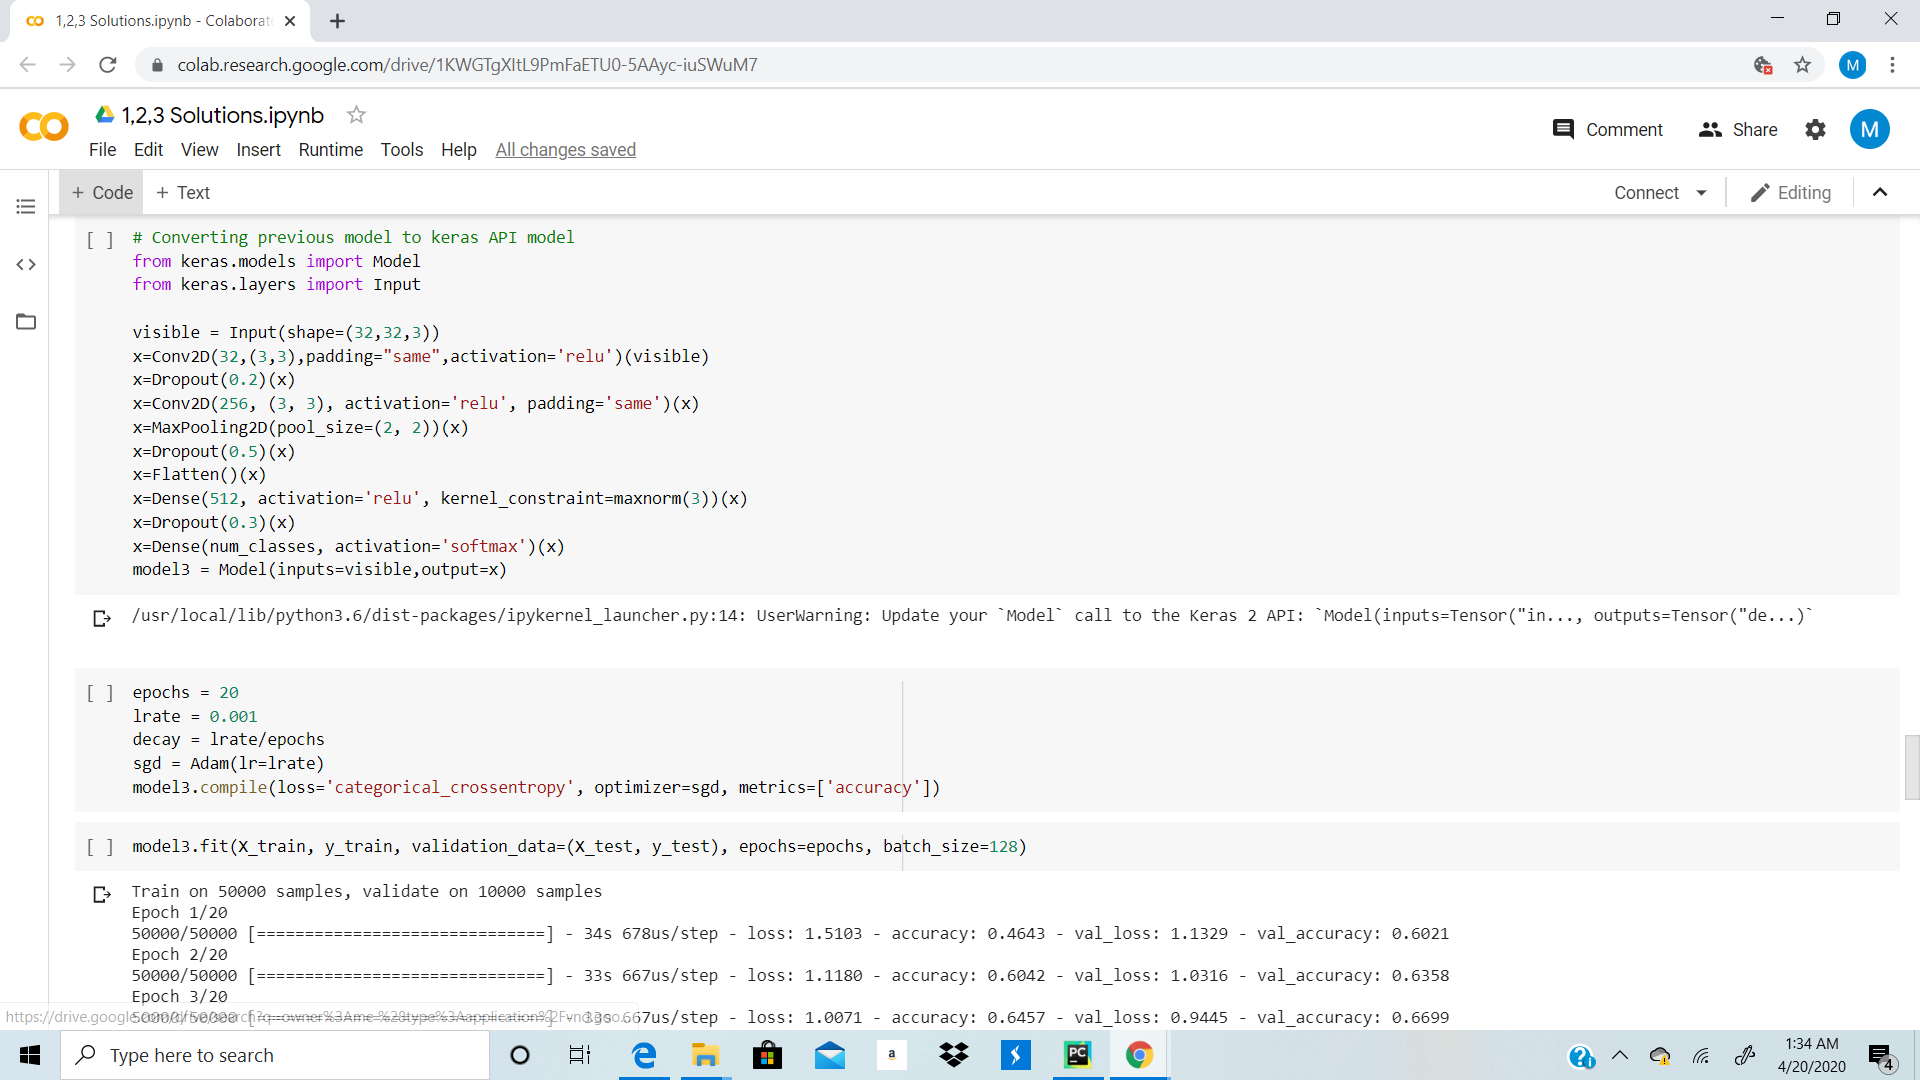 1,2,3 Solutions.ipynb - Colaborat
colab.research.google.com/drive/1KWGTgXItL9PmFaETU0-5AAyc-iuSWuM7
M
1,2,3 Solutions.ipynb
Comment
Share
M
File Edit View Insert Runtime Tools Help All changes saved
+ Code + Text
Connect
Editing
[ ] # Converting previous model to keras API model
from keras.models import Model
from keras.layers import Input
visible = Input(shape=(32,32,3))
x=Conv2D(32,(3,3),padding="same",activation='relu')(visible)
x=Dropout(0.2)(x)
x=Conv2D(256, (3, 3), activation='relu', padding='same')(x)
x=MaxPooling2D(pool_size=(2, 2))(x)
x=Dropout(0.5)(x)
x=Flatten()(x)
x=Dense(512, activation='relu', kernel_constraint=maxnorm(3))(x)
x=Dropout(0.3)(x)
x=Dense(num_classes, activation='softmax')(x)
model3 = Model(inputs=visible,output=x)
/usr/local/lib/python3.6/dist-packages/ipykernel_launcher.py:14: UserWarning: Update your `Model` call to the Keras 2 API: `Model(inputs=Tensor("in..., outputs=Tensor("de...)`
[ ] epochs = 20
lrate = 0.001
decay = lrate/epochs
sgd = Adam(lr=lrate)
model3.compile(loss='categorical_crossentropy', optimizer=sgd, metrics=['accuracy'])
[ ] model3.fit(X_train, y_train, validation_data=(X_test, y_test), epochs=epochs, batch_size=128)
Train on 50000 samples, validate on 10000 samples
Epoch 1/20
50000/50000 [==============================] - 34s 678us/step - loss: 1.5103 - accuracy: 0.4643 - val_loss: 1.1329 - val_accuracy: 0.6021
Epoch 2/20
50000/50000 [==============================] - 33s 667us/step - loss: 1.1180 - accuracy: 0.6042 - val_loss: 1.0316 - val_accuracy: 0.6358
Epoch 3/20
50000/50000 [==============================] - 33s 667us/step - loss: 1.0071 - accuracy: 0.6457 - val_loss: 0.9445 - val_accuracy: 0.6699
Type here to search
a
PC
1:34 AM
4/20/2020
4